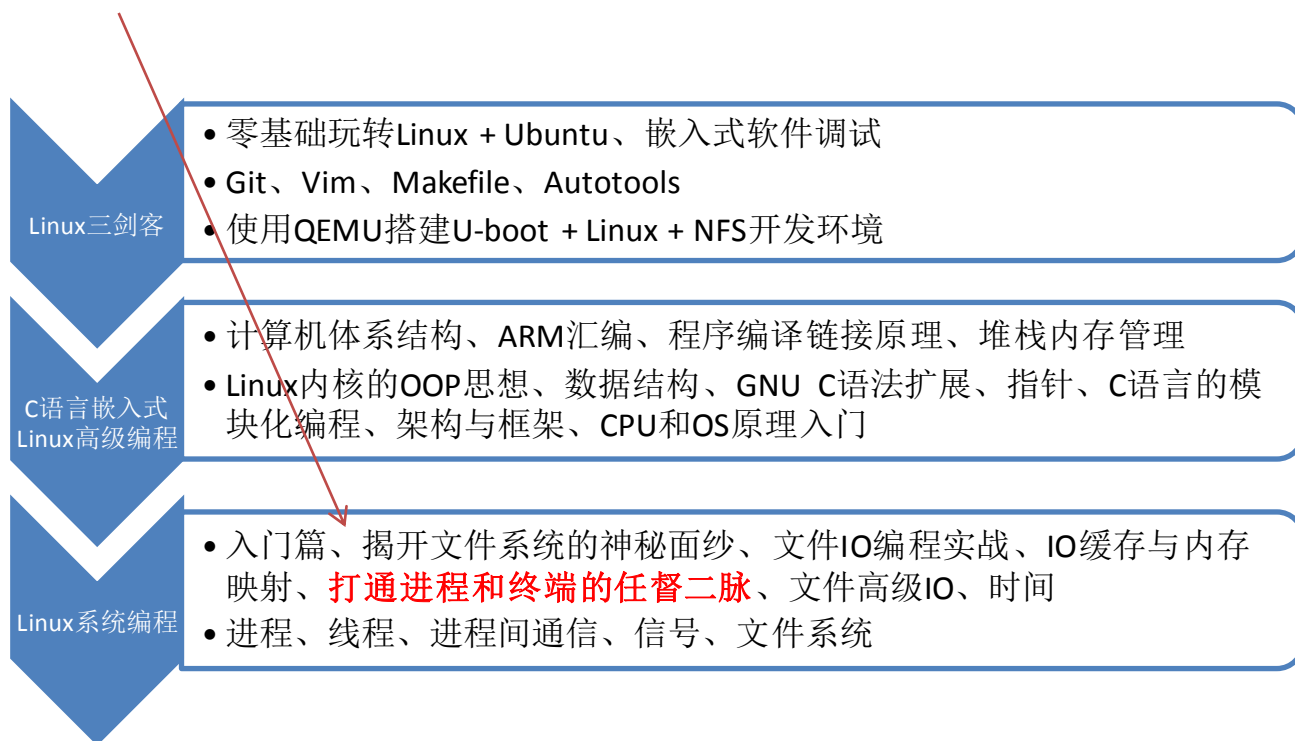 Linux三剑客
• 零基础玩转Linux + Ubuntu、嵌入式软件调试
• Git、Vim、Makefile、Autotools
• 使用QEMU搭建U-boot + Linux + NFS开发环境
C语言嵌入式
Linux高级编程
• 计算机体系结构、ARM汇编、程序编译链接原理、堆栈内存管理
• Linux内核的OOP思想、数据结构、GNU C语法扩展、指针、C语言的模
块化编程、架构与框架、CPU和OS原理入门
Linux系统编程
• 入门篇、揭开文件系统的神秘面纱、文件IO编程实战、IO缓存与内存
映射、打通进程和终端的任督二脉、文件高级IO、时间
• 进程、线程、进程间通信、信号、文件系统